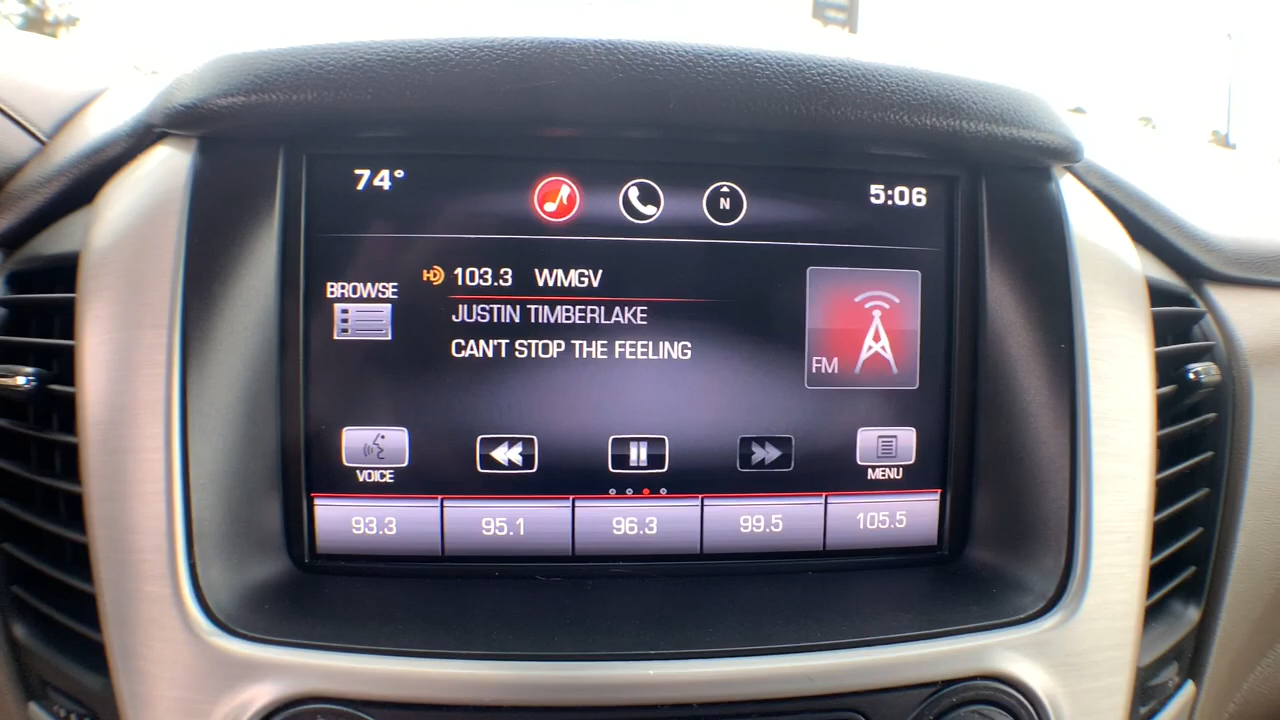 74°
N
5:06
BROWSE
HD 103.3 WMGV
JUSTIN TIMBERLAKE
CAN'T STOP THE FEELING
FM
VOICE
MENU
93.3 95.1 96.3 99.5 105.5